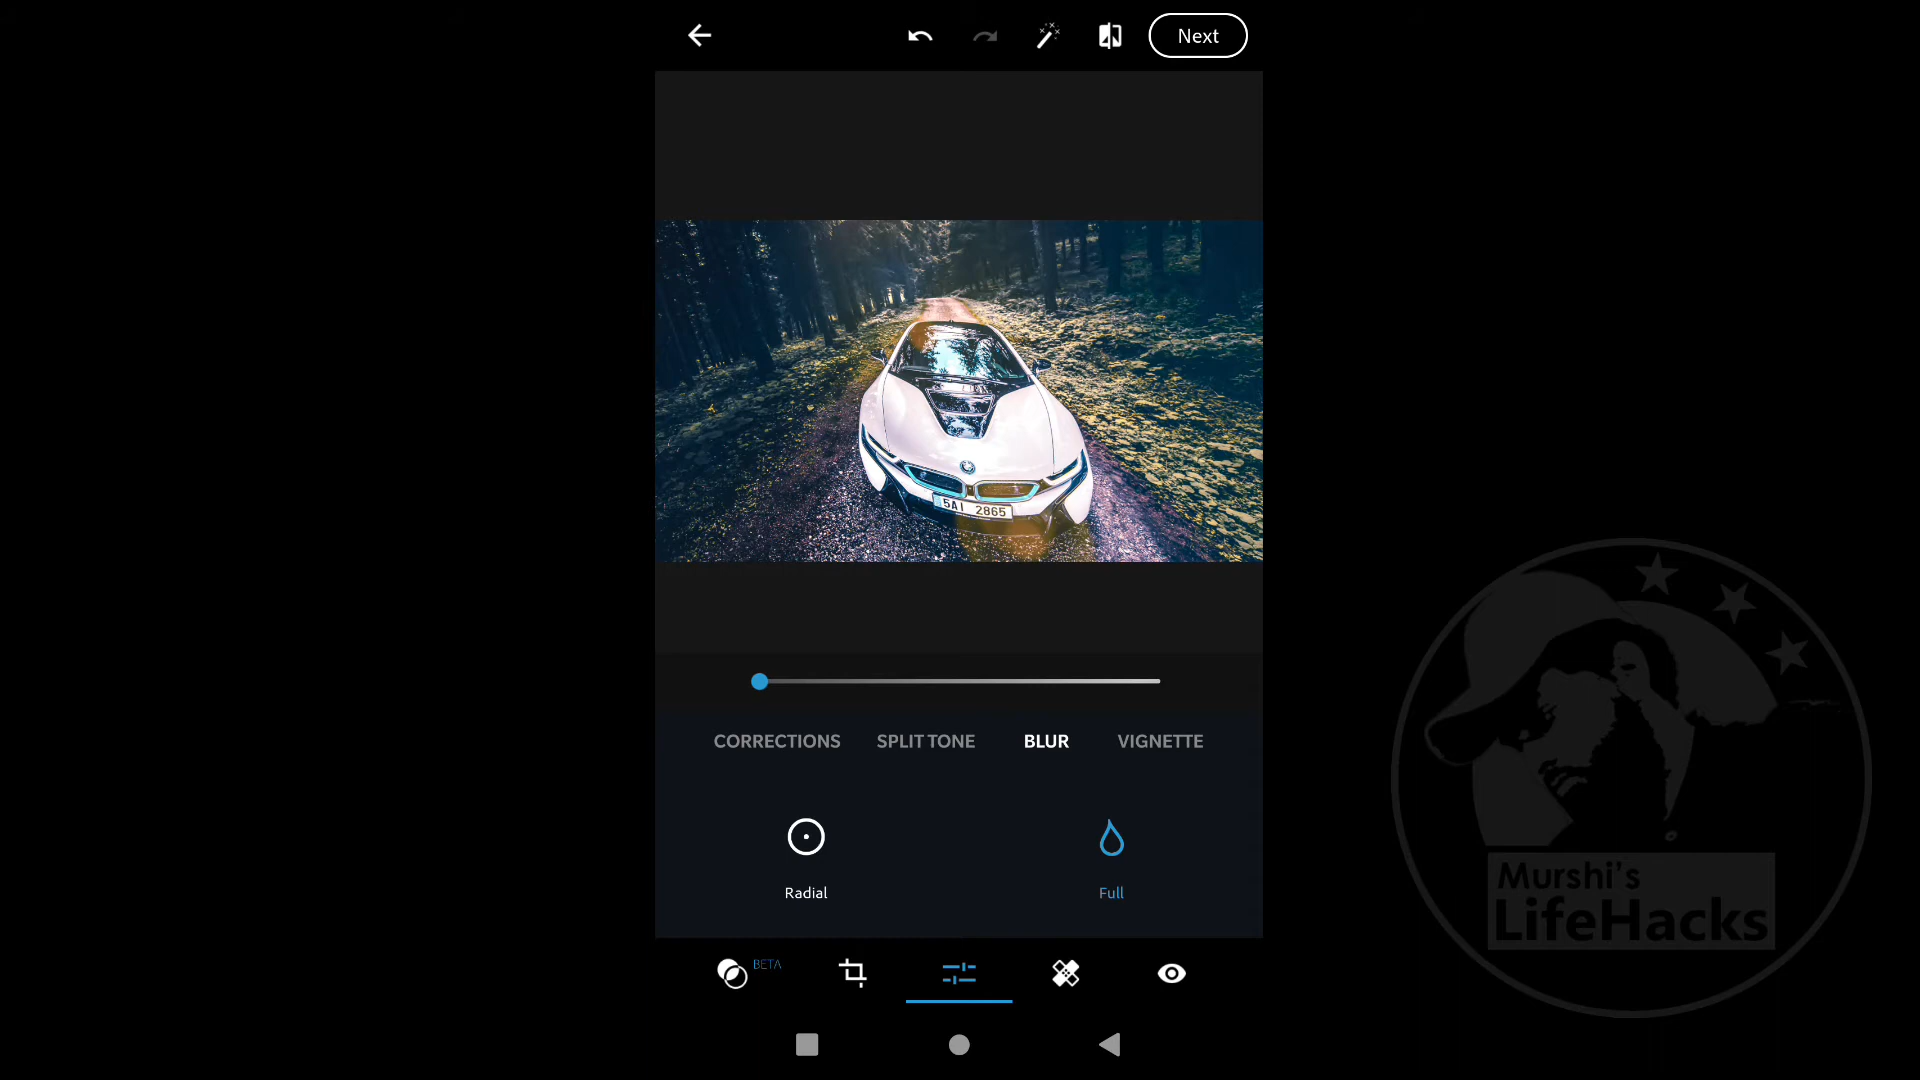 Next
5AI 2865
CORRECTIONS SPLIT TONE BLUR VIGNETTE
Radial Full
BETA
Murshi's
LifeHacks